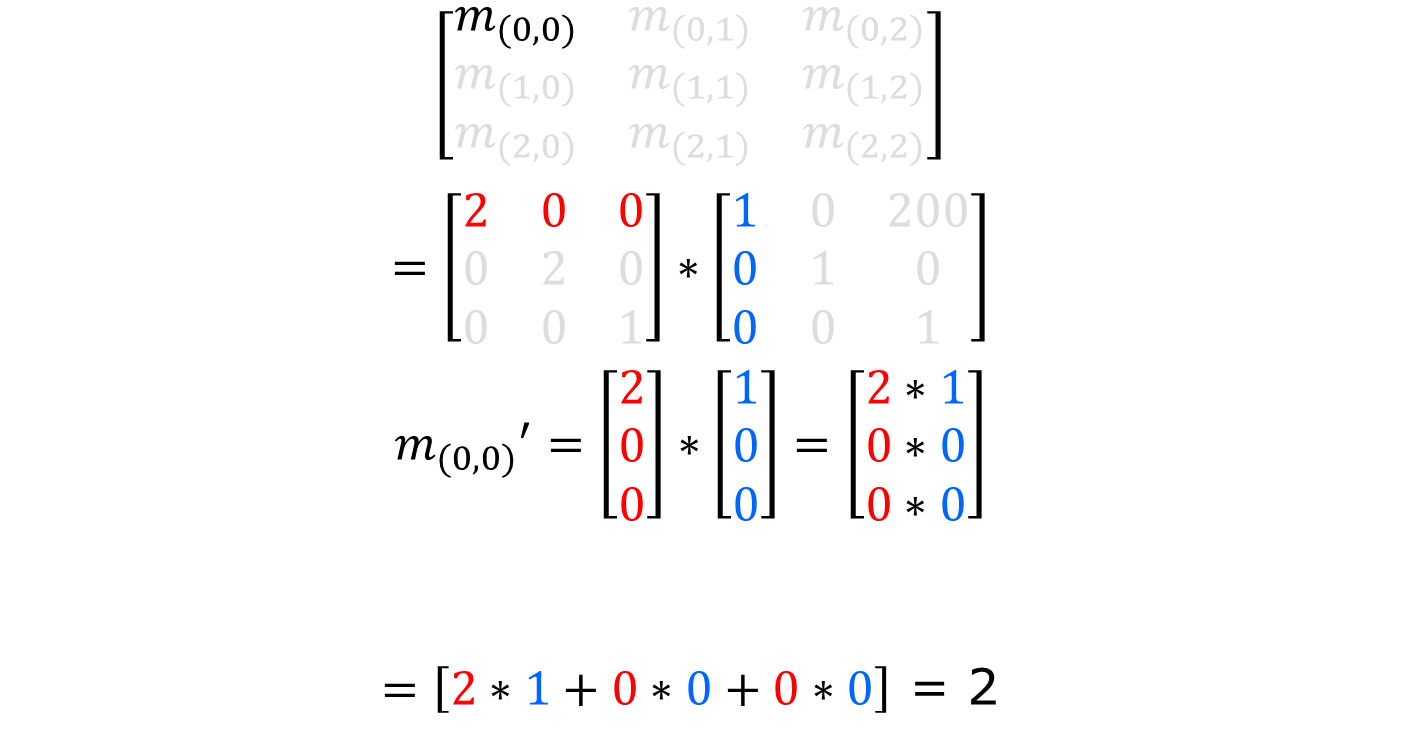 [m(0,0) m(0,1) m(0,2)
m(1,0) m(1,1) m(1,2)
m(2,0) m(2,1) m(2,2)]
= [2 0 0 0 2 0 0 0 1] * [1 0 200 0 1 0 0 0 1]
m(0,0)′ = [2 0 0] * [1 0 0] = [2 * 1 0 * 0 0 * 0]
= [2 * 1 + 0 * 0 + 0 * 0] = 2